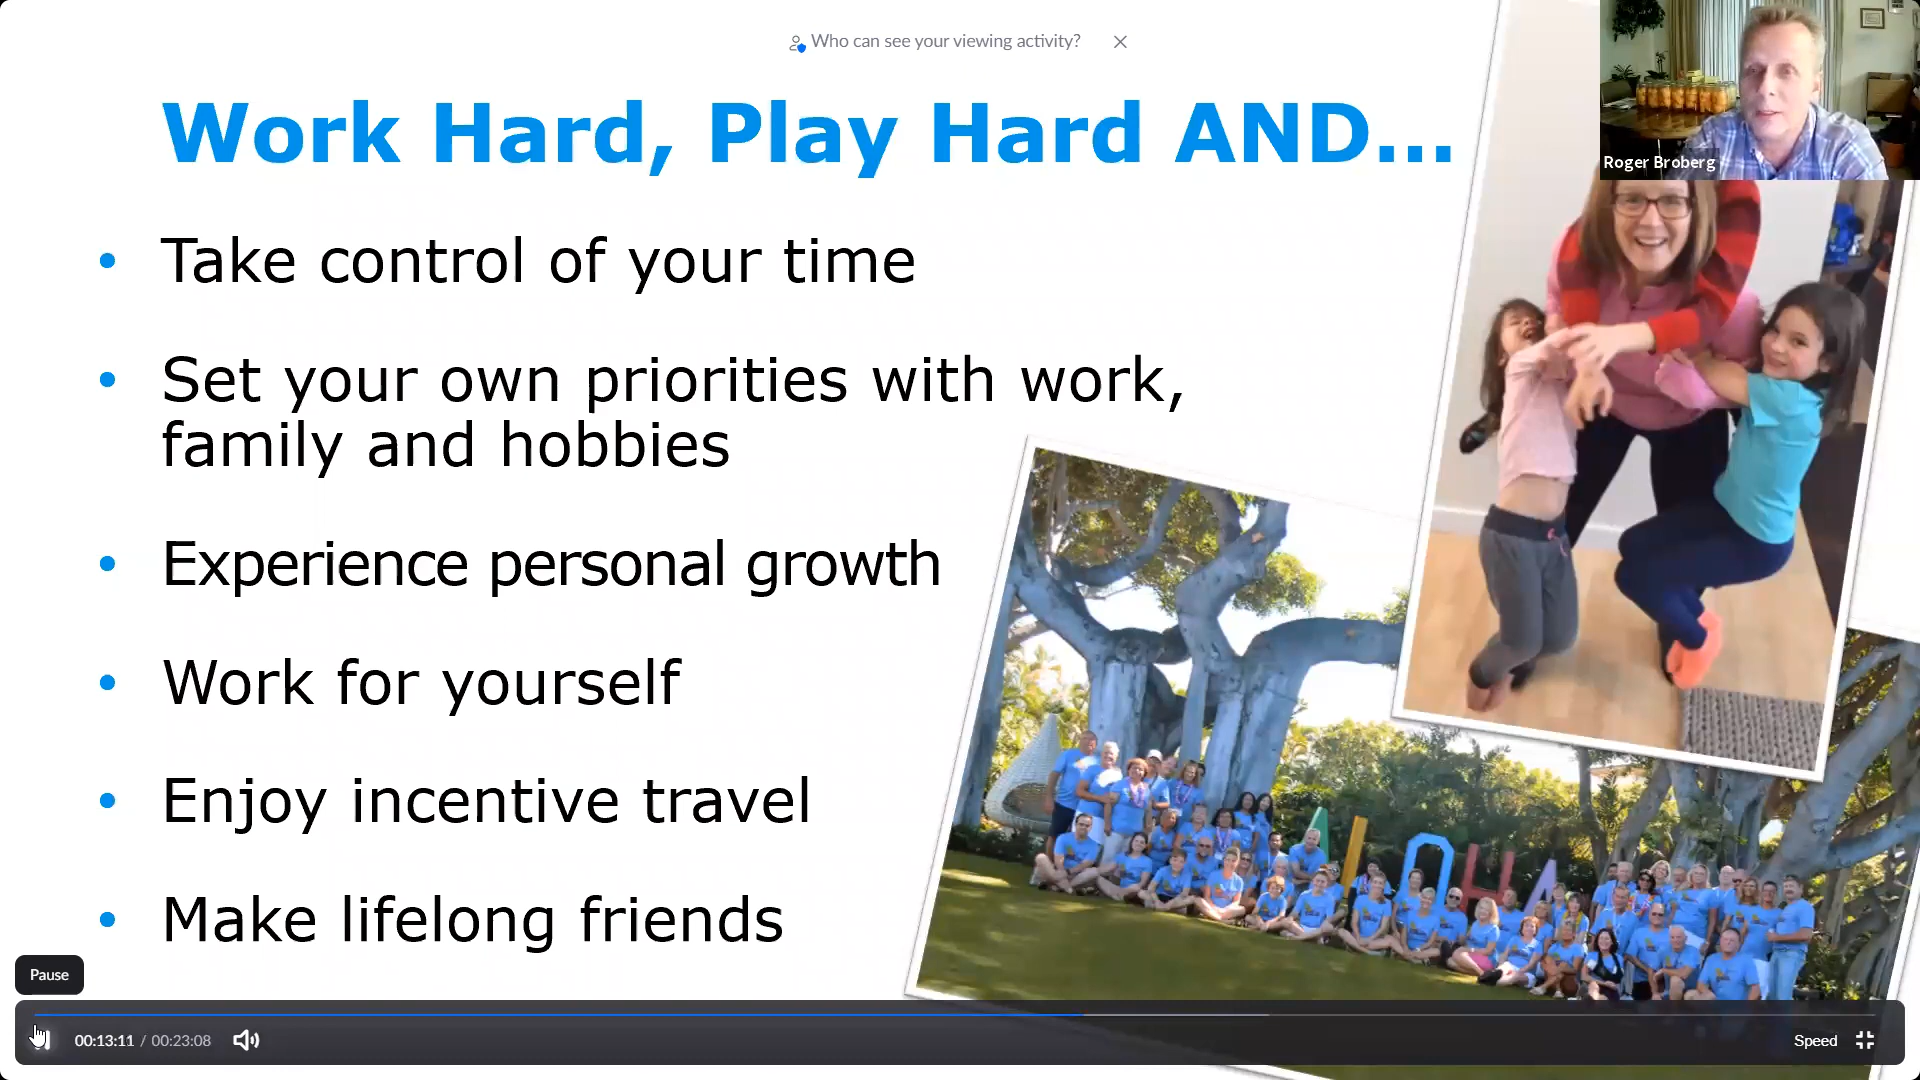 Who can see your viewing activity?
Roger Broberg
Work Hard, Play Hard AND...
• Take control of your time
• Set your own priorities with work,
family and hobbies
• Experience personal growth
• Work for yourself
• Enjoy incentive travel
• Make lifelong friends
ALOHA
Pause
00:13:11 / 00:23:08
Speed